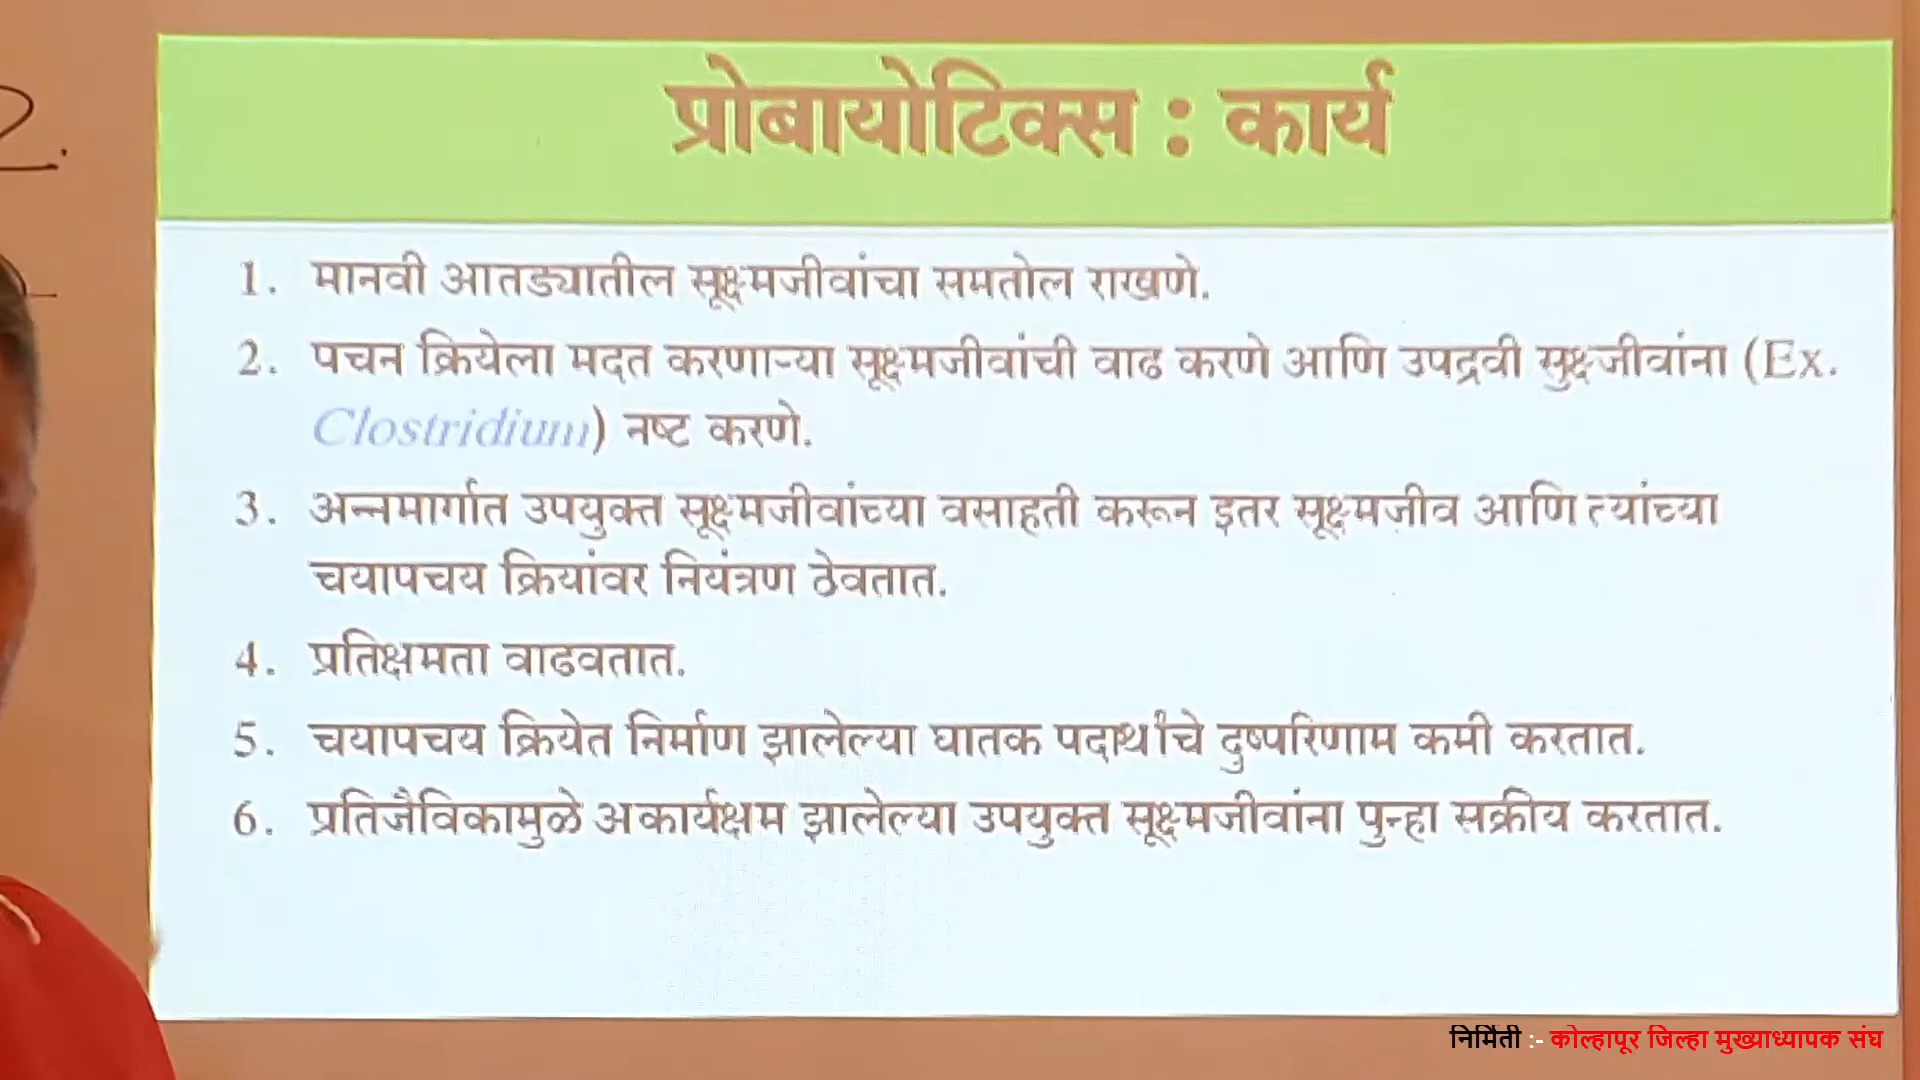 2.
प्रोबायोटिक्स : कार्य
1. मानवी आतड्यातील सूक्ष्मजीवांचा समतोल राखणे.
2. पचन क्रियेला मदत करणाऱ्या सूक्ष्मजीवांची वाढ करणे आणि उपद्रवी सुक्ष्जीवांना (Ex.
Clostridium) नष्ट करणे.
3. अन्नमार्गात उपयुक्त सूक्ष्मजीवांच्या वसाहती करून इतर सूक्ष्मजीव आणि त्यांच्या
चयापचय क्रियांवर नियंत्रण ठेवतात.
4. प्रतिक्षमता वाढवतात.
5. चयापचय क्रियेत निर्माण झालेल्या घातक पदार्थांचे दुष्परिणाम कमी करतात.
6. प्रतिजैविकामुळे अकार्यक्षम झालेल्या उपयुक्त सूक्ष्मजीवांना पुन्हा सक्रीय करतात.
निर्मिती :- कोल्हापूर जिल्हा मुख्याध्यापक संघ